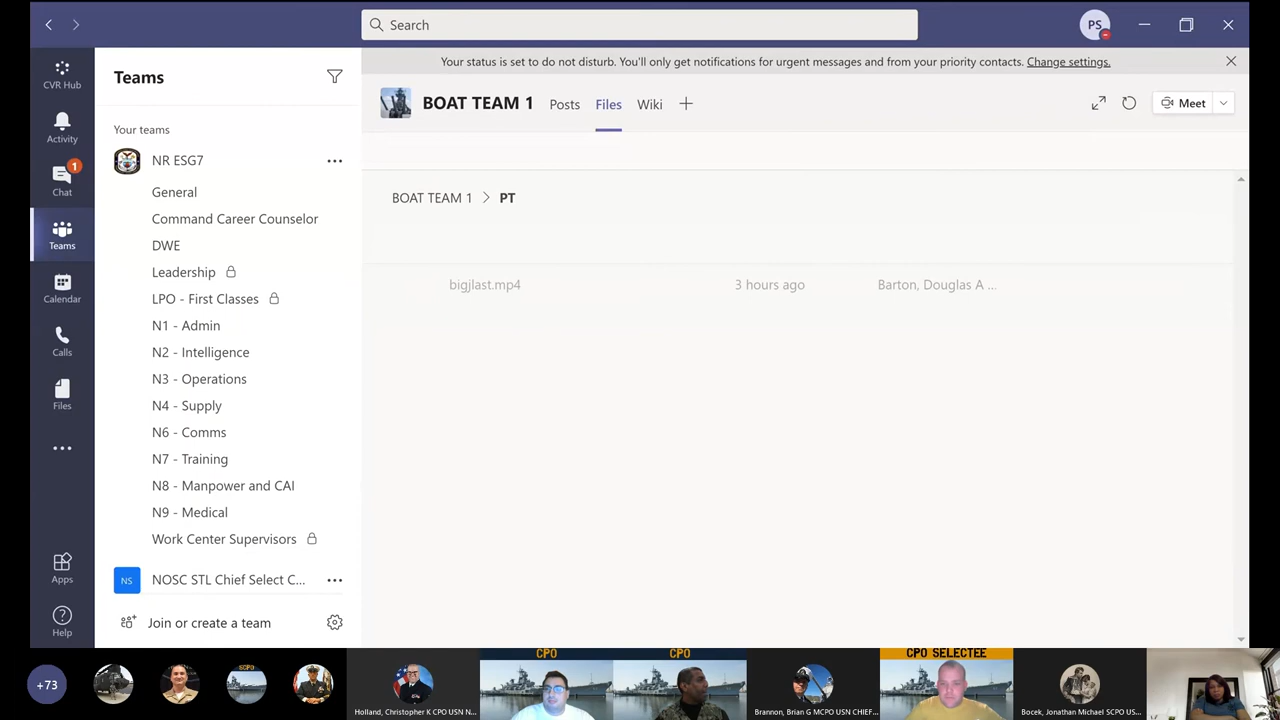 Search
PS
CVR Hub
Activity
Chat
1
Teams
Calendar
Calls
Files
Apps
Help
Teams
Your teams
NR ESG7
General
Command Career Counselor
DWE
Leadership
LPO - First Classes
N1 - Admin
N2 - Intelligence
N3 - Operations
N4 - Supply
N6 - Comms
N7 - Training
N8 - Manpower and CAI
N9 - Medical
Work Center Supervisors
NS
NOSC STL Chief Select C...
Join or create a team
Your status is set to do not disturb. You'll only get notifications for urgent messages and from your priority contacts. Change settings.
BOAT TEAM 1
Posts
Files
Wiki
Meet
BOAT TEAM 1 > PT
bigjlast.mp4
3 hours ago
Barton, Douglas A ...
+73
SCPO
Holland, Christopher K CPO USN N...
CPO
CPO
Brannon, Brian G MCPO USN CHIEF...
CPO SELECTEE
Bocek, Jonathan Michael SCPO US...